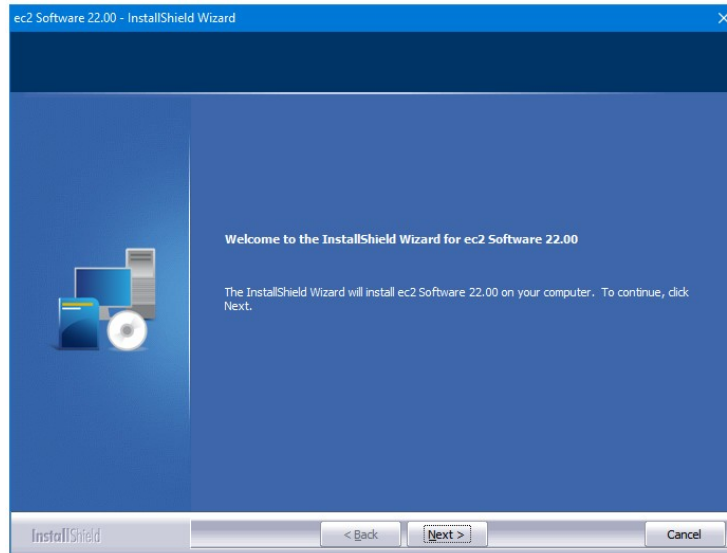 ec2 Software 22.00 - InstallShield Wizard
Welcome to the InstallShield Wizard for ec2 Software 22.00
The InstallShield Wizard will install ec2 Software 22.00 on your computer. To continue, click
Next.
InstallShield
< Back
Next >
Cancel